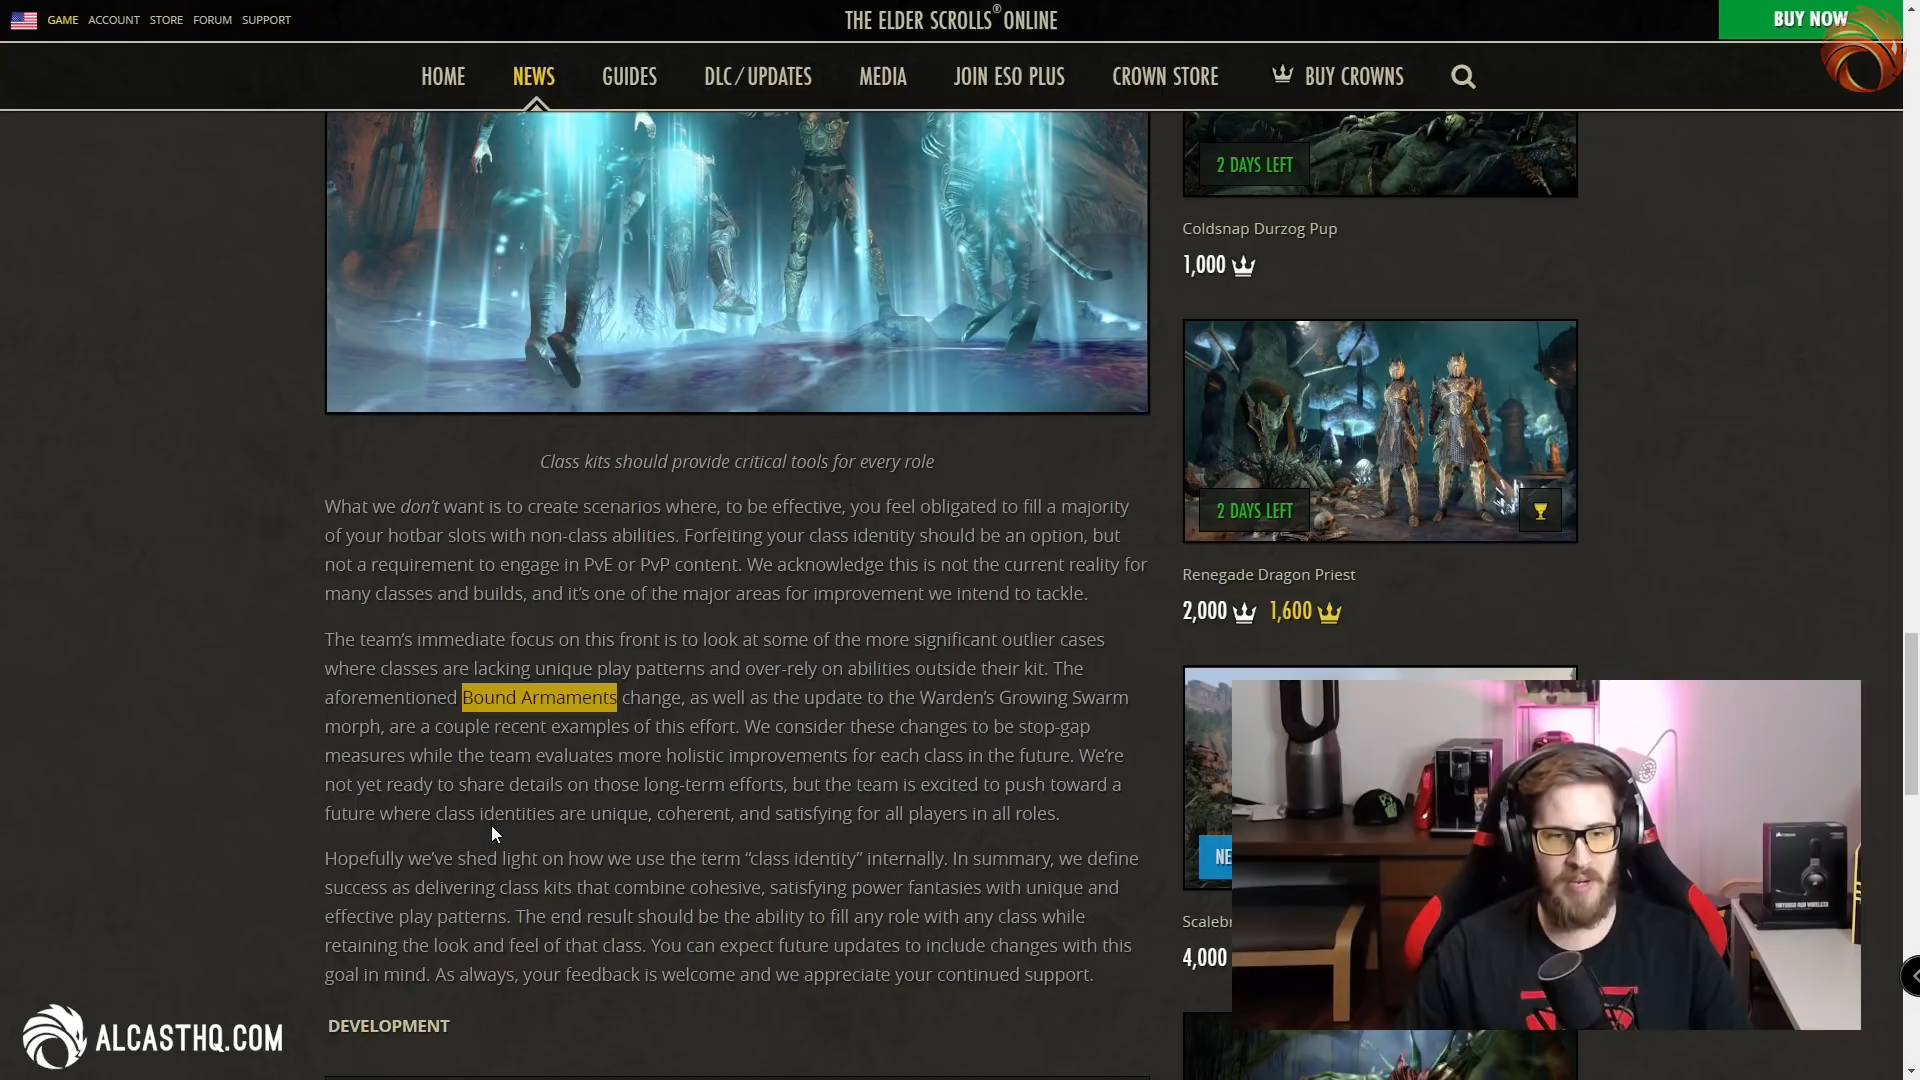 GAME ACCOUNT STORE FORUM SUPPORT
THE ELDER SCROLLS® ONLINE
BUY NOW
HOME NEWS GUIDES DLC/UPDATES MEDIA JOIN ESO PLUS CROWN STORE BUY CROWNS
2 DAYS LEFT
Coldsnap Durzog Pup
1,000
2 DAYS LEFT
Renegade Dragon Priest
2,000 1,600
NE
Scaleb
4,000
Class kits should provide critical tools for every role
What we don't want is to create scenarios where, to be effective, you feel obligated to fill a majority
of your hotbar slots with non-class abilities. Forfeiting your class identity should be an option, but
not a requirement to engage in PvE or PvP content. We acknowledge this is not the current reality for
many classes and builds, and it's one of the major areas for improvement we intend to tackle.
The team's immediate focus on this front is to look at some of the more significant outlier cases
where classes are lacking unique play patterns and over-rely on abilities outside their kit. The
aforementioned Bound Armaments change, as well as the update to the Warden's Growing Swarm
morph, are a couple recent examples of this effort. We consider these changes to be stop-gap
measures while the team evaluates more holistic improvements for each class in the future. We're
not yet ready to share details on those long-term efforts, but the team is excited to push toward a
future where class identities are unique, coherent, and satisfying for all players in all roles.
Hopefully we've shed light on how we use the term “class identity” internally. In summary, we define
success as delivering class kits that combine cohesive, satisfying power fantasies with unique and
effective play patterns. The end result should be the ability to fill any role with any class while
retaining the look and feel of that class. You can expect future updates to include changes with this
goal in mind. As always, your feedback is welcome and we appreciate your continued support.
DEVELOPMENT
ALCASTHQ.COM